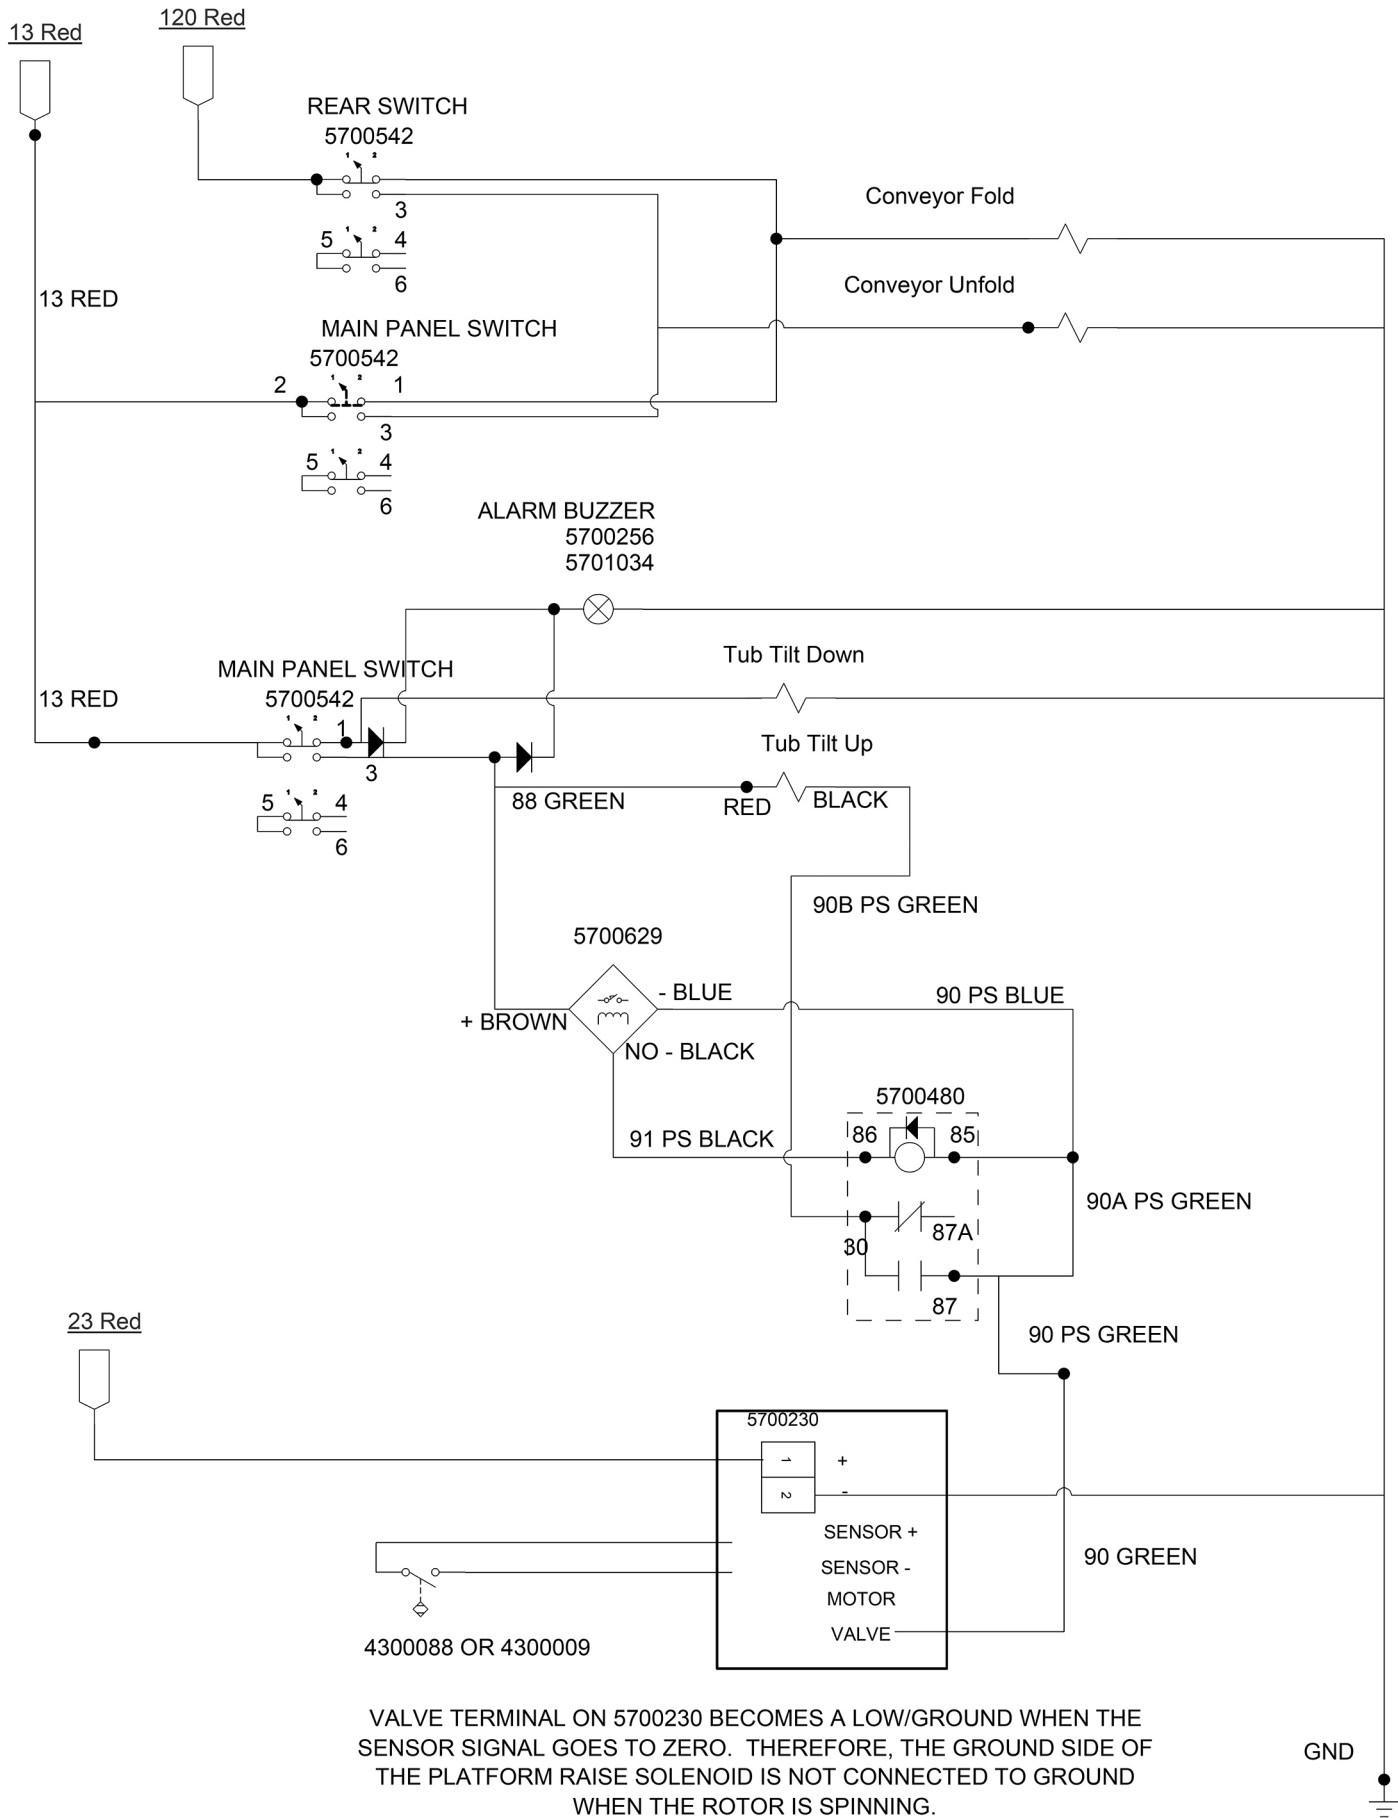 120 Red
13 Red
REAR SWITCH
5700542
1 2
3
1 2
5 4
6
Conveyor Fold
Conveyor Unfold
13 RED
MAIN PANEL SWITCH
5700542
1 2
2 1
3
1 2
5 4
6
ALARM BUZZER
5700256
5701034
Tub Tilt Down
MAIN PANEL SWITCH
13 RED
5700542
1 2
1
3
Tub Tilt Up
1 2
5 4
6
88 GREEN
RED
BLACK
90B PS GREEN
5700629
- BLUE
90 PS BLUE
+ BROWN
NO - BLACK
5700480
91 PS BLACK
86 85
90A PS GREEN
87A
30
87
23 Red
90 PS GREEN
5700230
1 +
2 -
SENSOR +
SENSOR -
MOTOR
VALVE
90 GREEN
4300088 OR 4300009
VALVE TERMINAL ON 5700230 BECOMES A LOW/GROUND WHEN THE
SENSOR SIGNAL GOES TO ZERO. THEREFORE, THE GROUND SIDE OF
THE PLATFORM RAISE SOLENOID IS NOT CONNECTED TO GROUND
WHEN THE ROTOR IS SPINNING.
GND